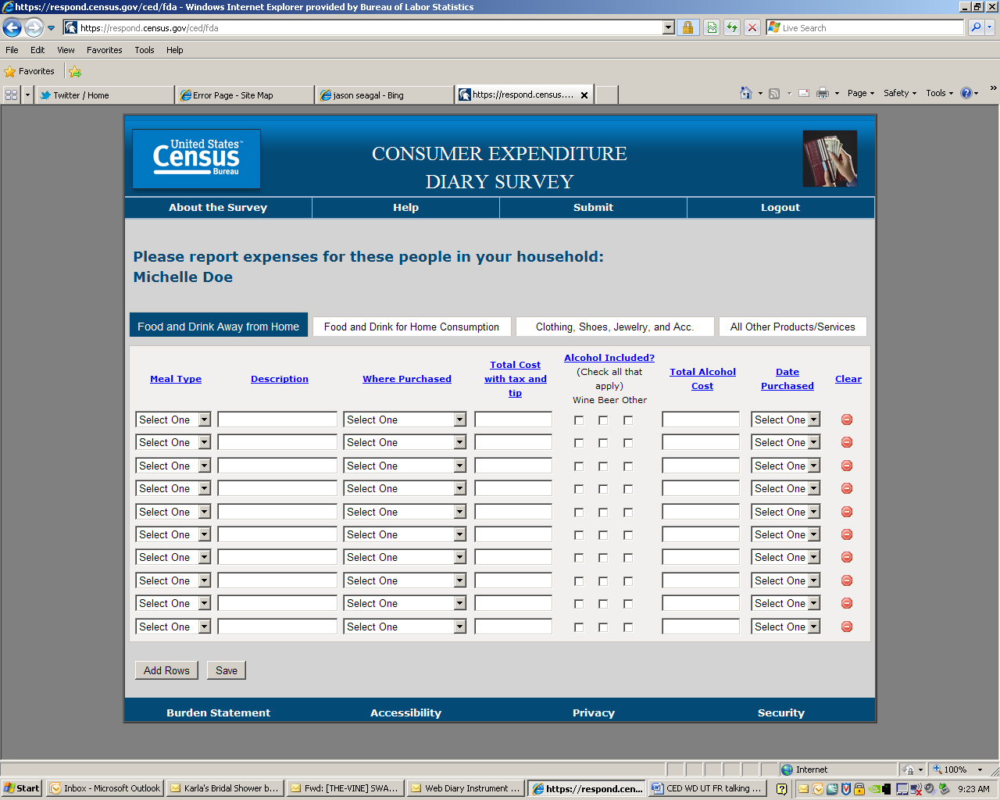 https://respond.census.gov/ced/fda - Windows Internet Explorer provided by Bureau of Labor Statistics
https://respond.census.gov/ced/fda
Live Search
File Edit View Favorites Tools Help
Favorites
Twitter / Home
Error Page - Site Map
jason seagal - Bing
https://respond.census....
Page Safety Tools
United States™
Census
Bureau
CONSUMER EXPENDITURE
DIARY SURVEY
About the Survey Help Submit Logout
Please report expenses for these people in your household:
Michelle Doe
Food and Drink Away from Home
Food and Drink for Home Consumption
Clothing, Shoes, Jewelry, and Acc.
All Other Products/Services
Meal Type
Description
Where Purchased
Total Cost
with tax and
tip
Alcohol Included?
(Check all that
apply)
Wine Beer Other
Total Alcohol
Cost
Date
Purchased
Clear
Select One Select One Select One
Select One Select One Select One
Select One Select One Select One
Select One Select One Select One
Select One Select One Select One
Select One Select One Select One
Select One Select One Select One
Select One Select One Select One
Select One Select One Select One
Select One Select One Select One
Add Rows Save
Burden Statement Accessibility Privacy Security
Internet 100%
Start
Inbox - Microsoft Outlook
Karla's Bridal Shower b...
Fwd: [THE-VINE] SWA...
Web Diary Instrument ...
https://respond.cen...
CED WD UT FR talking ...
9:23 AM